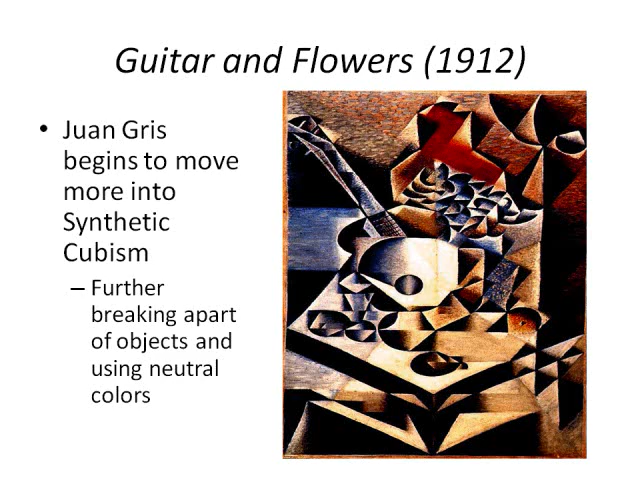 Guitar and Flowers (1912)
• Juan Gris
begins to move
more into
Synthetic
Cubism
– Further
breaking apart
of objects and
using neutral
colors